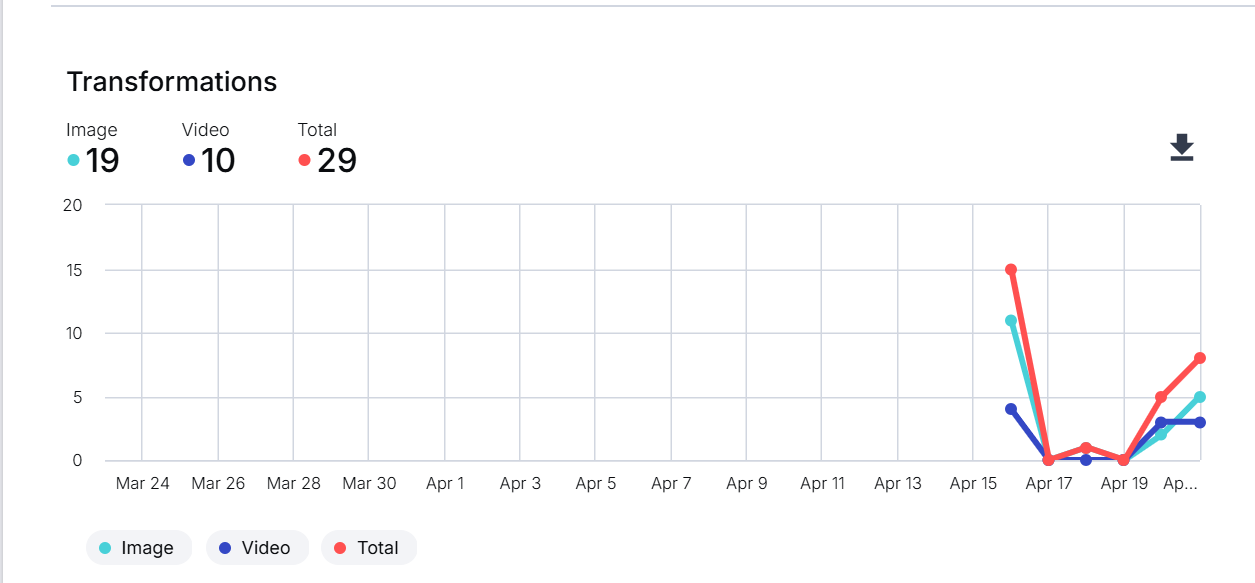 Transformations
Image Video Total
19 10 29
20
15
10
5
0
Mar 24 Mar 26 Mar 28 Mar 30 Apr 1 Apr 3 Apr 5 Apr 7 Apr 9 Apr 11 Apr 13 Apr 15 Apr 17 Apr 19 Ap...
Image Video Total